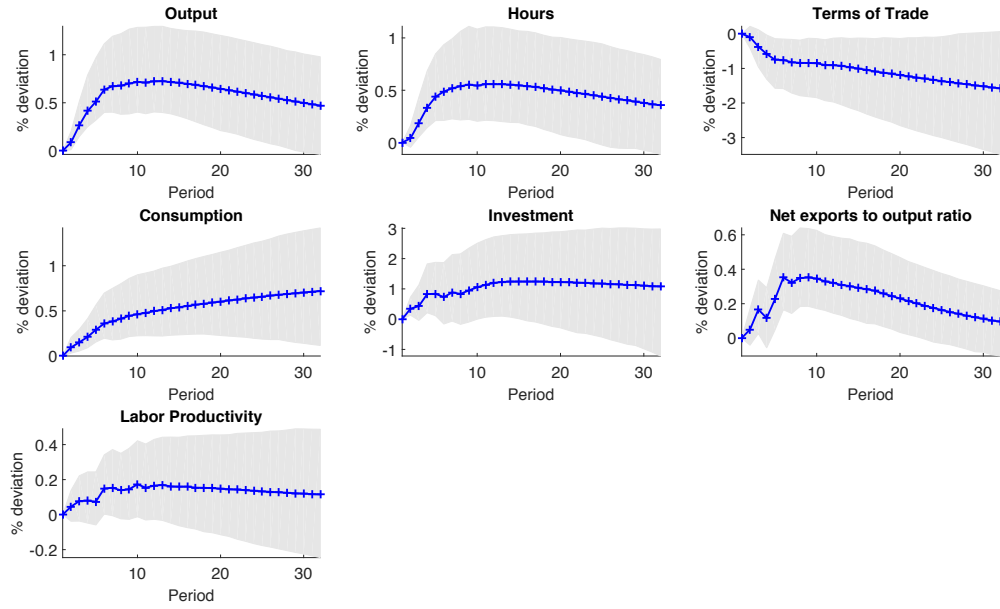 Output
% deviation
1
0.5
0
10 20 30
Period
Hours
% deviation
1
0.5
0
10 20 30
Period
Terms of Trade
% deviation
0
-1
-2
-3
10 20 30
Period
Consumption
% deviation
1
0.5
0
10 20 30
Period
Investment
% deviation
3
2
1
0
-1
10 20 30
Period
Net exports to output ratio
% deviation
0.6
0.4
0.2
0
10 20 30
Period
Labor Productivity
% deviation
0.4
0.2
0
-0.2
10 20 30
Period